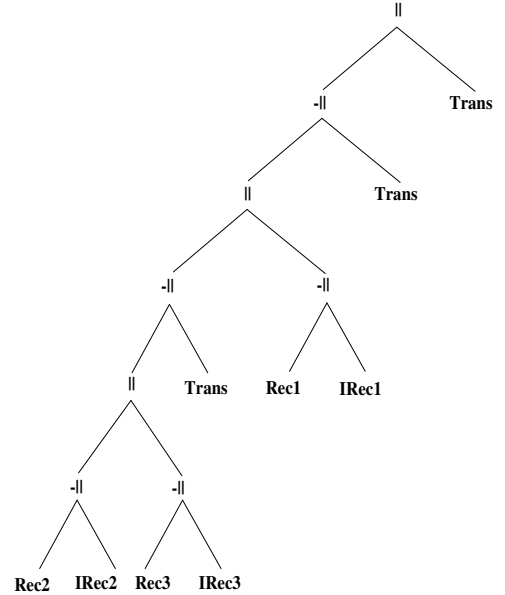 ||
-||
Trans
||
Trans
-||
-||
||
Trans
Rec1
IRec1
-||
-||
Rec2
IRec2
Rec3
IRec3